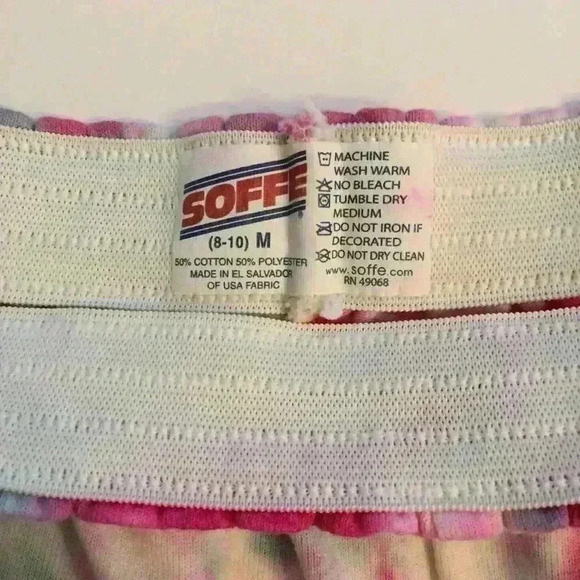 SOFFE
(8-10) M
50% COTTON 50% POLYESTER
MADE IN EL SALVADOR
OF USA FABRIC
MACHINE
WASH WARM
NO BLEACH
TUMBLE DRY
MEDIUM
DO NOT IRON IF
DECORATED
DO NOT DRY CLEAN
www.soffe.com
RN 49068